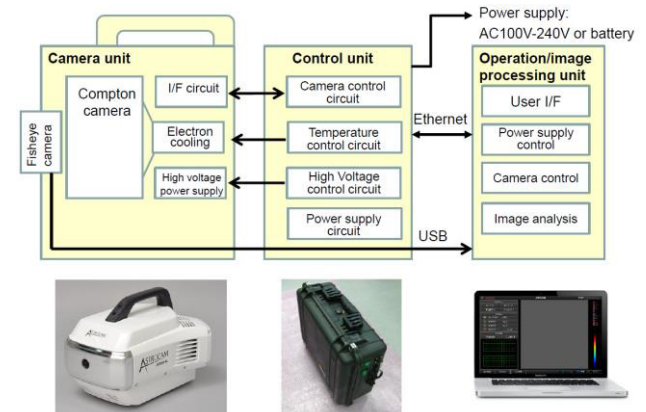 Power supply:
AC100V-240V or battery
Camera unit
Compton
camera
I/F circuit
Electron
cooling
High voltage
power supply
Fisheye
camera
Control unit
Camera control
circuit
Temperature
control circuit
High Voltage
control circuit
Power supply
circuit
Ethernet
USB
Operation/image
processing unit
User I/F
Power supply
control
Camera control
Image analysis
ASTROCAM